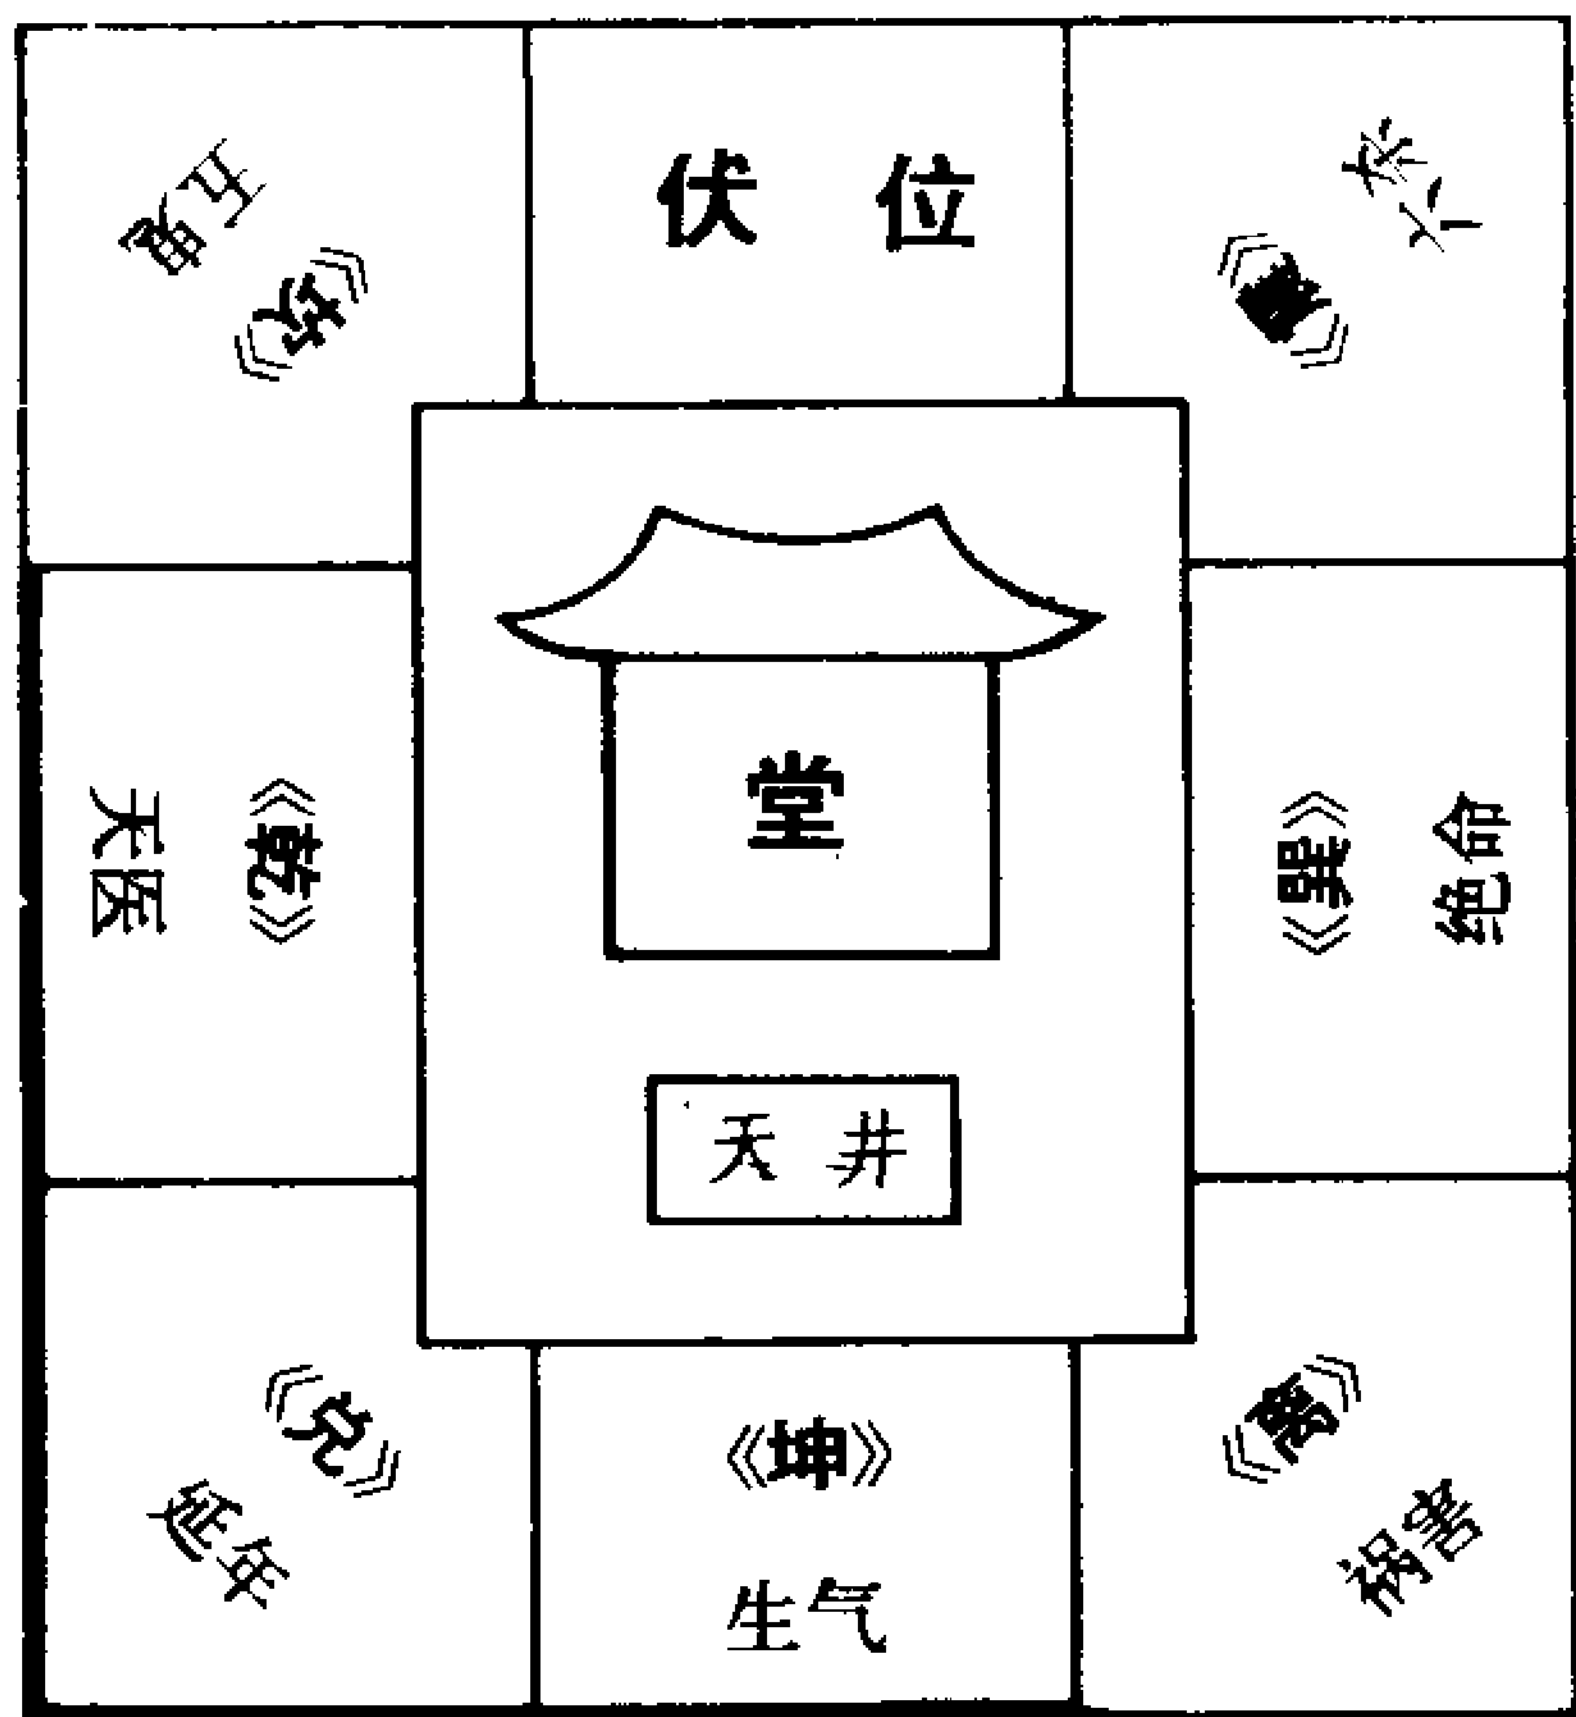 五鬼
《坎》
伏 位
六煞
《震》
天医
《乾》
堂
天 井
《巽》
绝命
《兑》
延年
《坤》
生气
《离》
祸害